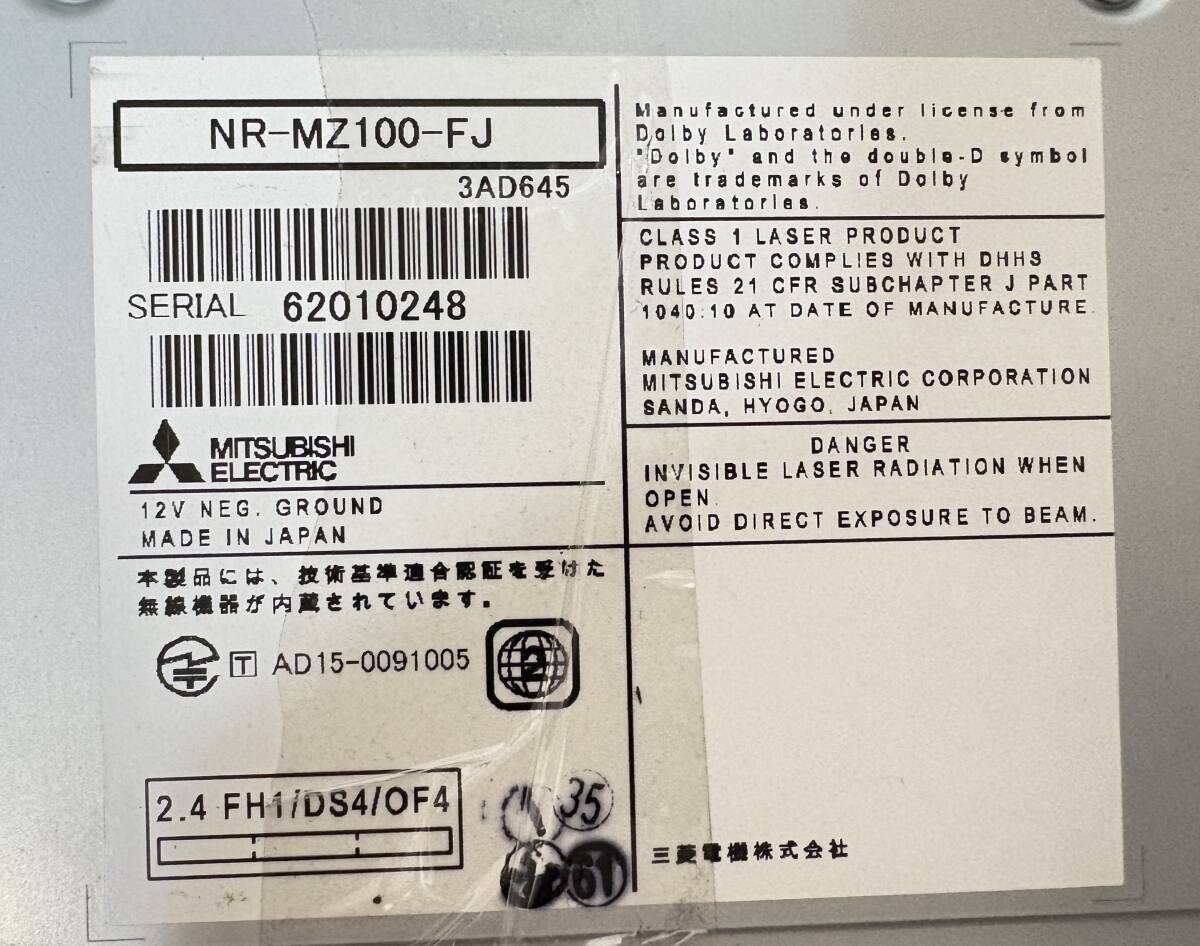 NR-MZ100-FJ
3AD645
SERIAL 62010248
MITSUBISHI
ELECTRIC
12V NEG. GROUND
MADE IN JAPAN
本製品には、技術基準適合認証を受けた
無線機器が内蔵されています。
T AD15-0091005
2
2.4 FH1/DS4/OF4
35
61
Manufactured under license from
Dolby Laboratories.
"Dolby" and the double-D symbol
are trademarks of Dolby
Laboratories.
CLASS 1 LASER PRODUCT
PRODUCT COMPLIES WITH DHHS
RULES 21 CFR SUBCHAPTER J PART
1040.10 AT DATE OF MANUFACTURE.
MANUFACTURED
MITSUBISHI ELECTRIC CORPORATION
SANDA, HYOGO, JAPAN
DANGER
INVISIBLE LASER RADIATION WHEN
OPEN.
AVOID DIRECT EXPOSURE TO BEAM.
三菱電機株式会社